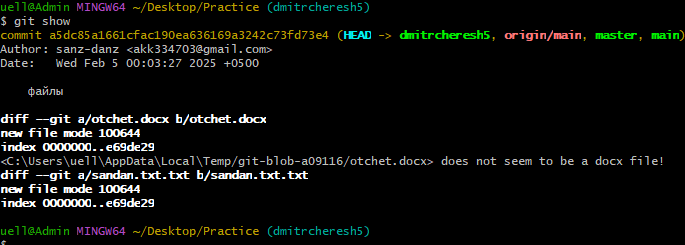 uell@Admin MINGW64 ~/Desktop/Practice (dmitrcheresh5)
$ git show
commit a5dc85a1661cfac190ea636169a3242c73fd73e4 (HEAD -> dmitrcheresh5, origin/main, master, main)
Author: sanz-danz <akk334703@gmail.com>
Date:   Wed Feb 5 00:03:27 2025 +0500

    файлы

diff --git a/otchet.docx b/otchet.docx
new file mode 100644
index 0000000..e69de29
<C:\Users\uell\AppData\Local\Temp/git-blob-a09116/otchet.docx> does not seem to be a docx file!
diff --git a/sandan.txt.txt b/sandan.txt.txt
new file mode 100644
index 0000000..e69de29

uell@Admin MINGW64 ~/Desktop/Practice (dmitrcheresh5)
$